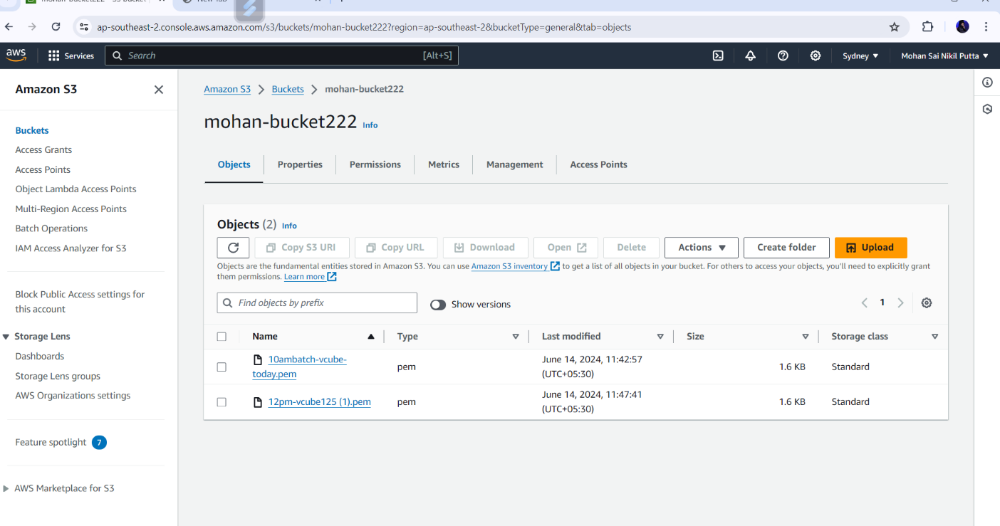 ap-southeast-2.console.aws.amazon.com/s3/buckets/mohan-bucket222?region=ap-southeast-2&bucketType=general&tab=objects
aws Services Search [Alt+S] Sydney Mohan Sai Nikil Putta
Amazon S3
Buckets
Access Grants
Access Points
Object Lambda Access Points
Multi-Region Access Points
Batch Operations
IAM Access Analyzer for S3
Block Public Access settings for
this account
Storage Lens
Dashboards
Storage Lens groups
AWS Organizations settings
Feature spotlight 7
AWS Marketplace for S3
Amazon S3 Buckets mohan-bucket222
mohan-bucket222 Info
Objects Properties Permissions Metrics Management Access Points
Objects (2) Info
Copy S3 URI Copy URL Download Open Delete Actions Create folder Upload
Objects are the fundamental entities stored in Amazon S3. You can use Amazon S3 inventory to get a list of all objects in your bucket. For others to access your objects, you'll need to explicitly grant
them permissions. Learn more
Find objects by prefix Show versions 1
Name Type Last modified Size Storage class
10ambatch-vcube-
today.pem
pem
June 14, 2024, 11:42:57
(UTC+05:30)
1.6 KB
Standard
12pm-vcube125 (1).pem
pem
June 14, 2024, 11:47:41
(UTC+05:30)
1.6 KB
Standard